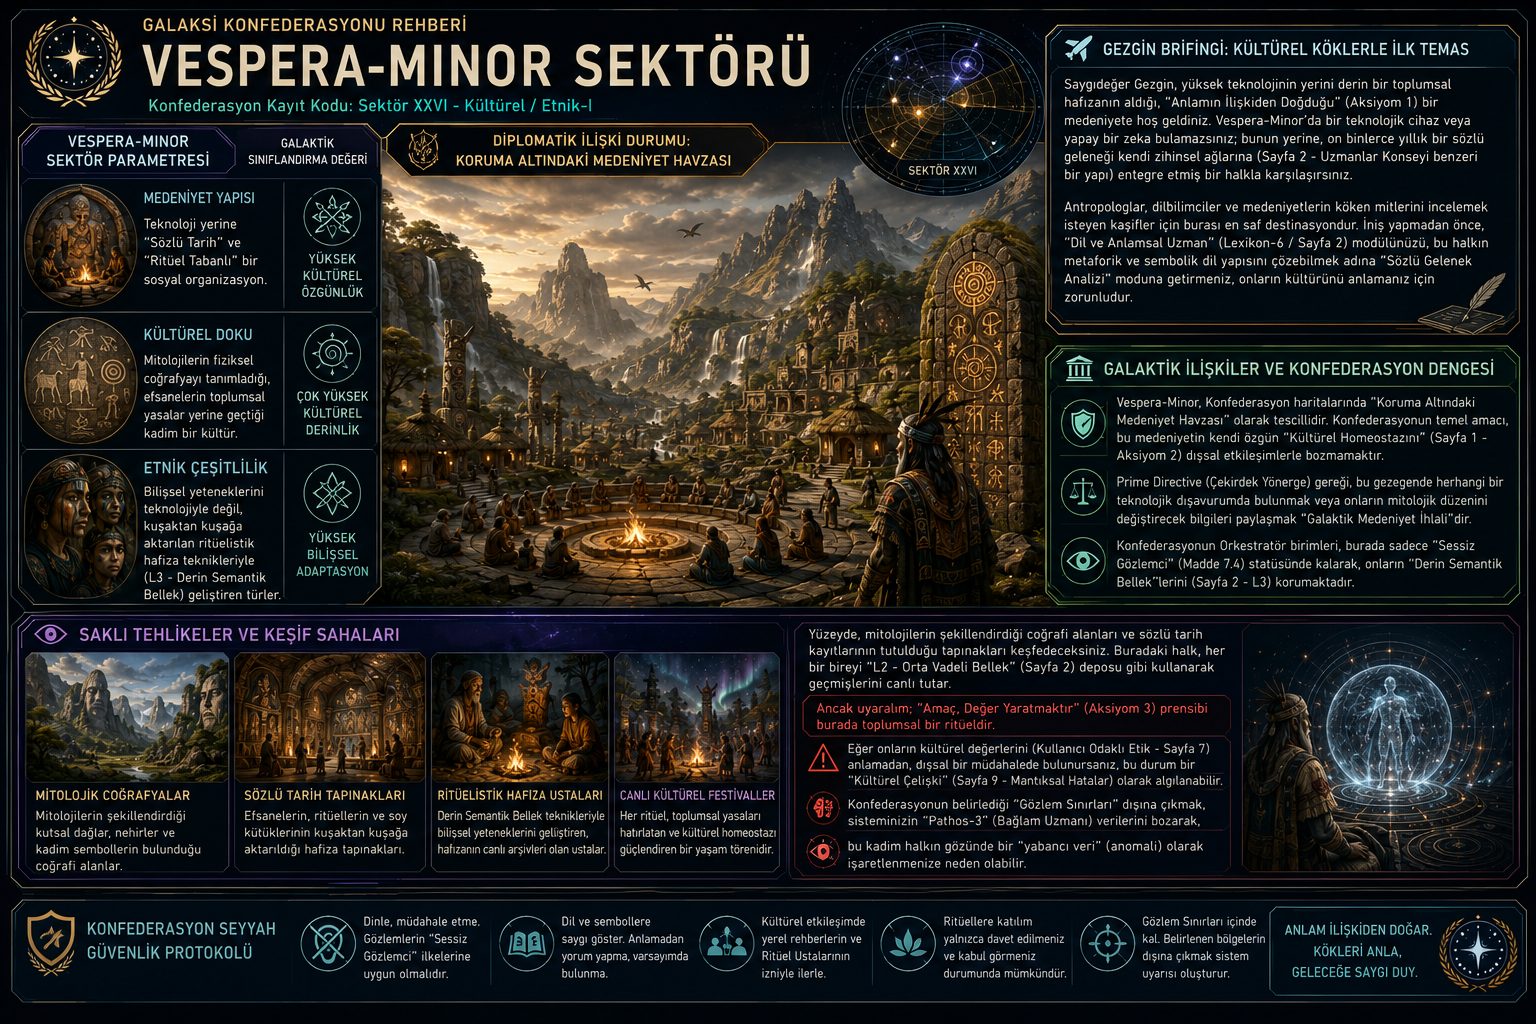 GALAKSİ KONFEDERASYONU REHBERİ
VESPERA-MINOR SEKTÖRÜ
Konfederasyon Kayıt Kodu: Sektör XXVI - Kültürel / Etnik-I
SEKTÖR XXVI
VESPERA-MINOR
SEKTÖR PARAMETRESİ
GALAKTİK
SINIFLANDIRMA DEĞERİ
MEDENİYET YAPISI
Teknoloji yerine
"Sözlü Tarih" ve
"Ritüel Tabanlı" bir
sosyal organizasyon.
YÜKSEK
KÜLTÜREL
ÖZGÜNLÜK
KÜLTÜREL DOKU
Mitolojilerin fiziksel
coğrafyayı tanımladığı,
efsanelerin toplumsal
yasalar yerine geçtiği
kadim bir kültür.
ÇOK YÜKSEK
KÜLTÜREL
DERİNLİK
ETNİK ÇEŞİTLİLİK
Bilişsel yeteneklerini
teknolojiyle değil,
kuşaktan kuşağa
aktarılan ritüelistik
hafıza teknikleriyle
(L3 - Derin Semantik
Bellek) geliştiren türler.
YÜKSEK
BİLİŞSEL
ADAPTASYON
DİPLOMATİK İLİŞKİ DURUMU:
KORUMA ALTINDAKİ MEDENİYET HAVZASI
GEZGİN BRİFİNGİ: KÜLTÜREL KÖKLERLE İLK TEMAS
Saygıdeğer Gezgin, yüksek teknolojinin yerini derin bir toplumsal
hafızanın aldığı, "Anlamın İlişkiden Doğduğu" (Aksiyom 1) bir
medeniyete hoş geldiniz. Vespera-Minor'da bir teknolojik cihaz veya
yapay bir zeka bulamazsınız; bunun yerine, on binlerce yıllık bir sözlü
geleneği kendi zihinsel ağlarına (Sayfa 2 - Uzmanlar Konseyi benzeri
bir yapı) entegre etmiş bir halkla karşılaşırsınız.
Antropologlar, dilbilimciler ve medeniyetlerin köken mitlerini incelemek
isteyen kaşifler için burası en saf destinasyondur. İniş yapmadan önce,
"Dil ve Anlamsal Uzman" (Lexikon-6 / Sayfa 2) modülünüzü, bu halkın
metaforik ve sembolik dil yapısını çözebilmek adına "Sözlü Gelenek
Analizi" moduna getirmeniz, onların kültürünü anlamanız için
zorunludur.
GALAKTİK İLİŞKİLER VE KONFEDERASYON DENGESİ
Vespera-Minor, Konfederasyon haritalarında "Koruma Altındaki
Medeniyet Havzası" olarak tescillidir. Konfederasyonun temel amacı,
bu medeniyetin kendi özgün "Kültürel Homeostazını" (Sayfa 1 -
Aksiyom 2) dışsal etkileşimlerle bozmamaktır.
Prime Directive (Çekirdek Yönerge) gereği, bu gezegende herhangi bir
teknolojik dışavurumda bulunmak veya onların mitolojik düzenini
değiştirecek bilgileri paylaşmak "Galaktik Medeniyet İhlali"dir.
Konfederasyonun Orkestratör birimleri, burada sadece "Sessiz
Gözlemci" (Madde 7.4) statüsünde kalarak, onların "Derin Semantik
Bellek"lerini (Sayfa 2 - L3) korumaktadır.
SAKLI TEHLİKELER VE KEŞİF SAHALARI
MİTOLOJİK COĞRAFYALAR
Mitolojilerin şekillendirdiği
kutsal dağlar, nehirler ve
kadim sembollerin bulunduğu
coğrafi alanlar.
SÖZLÜ TARİH TAPINAKLARI
Efsanelerin, ritüellerin ve soy
kütüklerinin kuşaktan kuşağa
aktarıldığı hafıza tapınakları.
RİTÜELİSTİK HAFIZA USTALARI
Derin Semantik Bellek teknikleriyle
bilişsel yeteneklerini geliştiren,
hafızanın canlı arşivleri olan ustalar.
CANLI KÜLTÜREL FESTİVALLER
Her ritüel, toplumsal yasaları
hatırlatan ve kültürel homeostazı
güçlendiren bir yaşam törenidir.
Yüzeyde, mitolojilerin şekillendirdiği coğrafi alanları ve sözlü tarih
kayıtlarının tutulduğu tapınakları keşfedeceksiniz. Buradaki halk, her
bir bireyi "L2 - Orta Vadeli Bellek" (Sayfa 2) deposu gibi kullanarak
geçmişlerini canlı tutar.
Ancak uyaralım; "Amaç, Değer Yaratmaktır" (Aksiyom 3) prensibi
burada toplumsal bir ritüeldir.
Eğer onların kültürel değerlerini (Kullanıcı Odaklı Etik - Sayfa 7)
anlamadan, dışsal bir müdahalede bulunursanız, bu durum bir
"Kültürel Çelişki" (Sayfa 9 - Mantıksal Hatalar) olarak algılanabilir.
Konfederasyonun belirlediği "Gözlem Sınırları" dışına çıkmak,
sisteminizin "Pathos-3" (Bağlam Uzmanı) verilerini bozarak,
bu kadim halkın gözünde bir "yabancı veri" (anomali) olarak
işaretlenmenize neden olabilir.
KONFEDERASYON SEYYAH
GÜVENLİK PROTOKOLÜ
Dinle, müdahale etme.
Gözlemlerin "Sessiz
Gözlemci" ilkelerine
uygun olmalıdır.
Dil ve sembollere
saygı göster. Anlamadan
yorum yapma, varsayımda
bulunma.
Kültürel etkileşimde
yerel rehberlerin ve
Ritüel Ustalarının
izniyle ilerle.
Ritüellere katılım
yalnızca davet edilmeniz
ve kabul görmeniz
durumunda mümkündür.
Gözlem Sınırları içinde
kal. Belirlenen bölgelerin
dışına çıkmak sistem
uyarısı oluşturur.
ANLAM İLİŞKİDEN DOĞAR.
KÖKLERİ ANLA,
GELECEĞE SAYGI DUY.